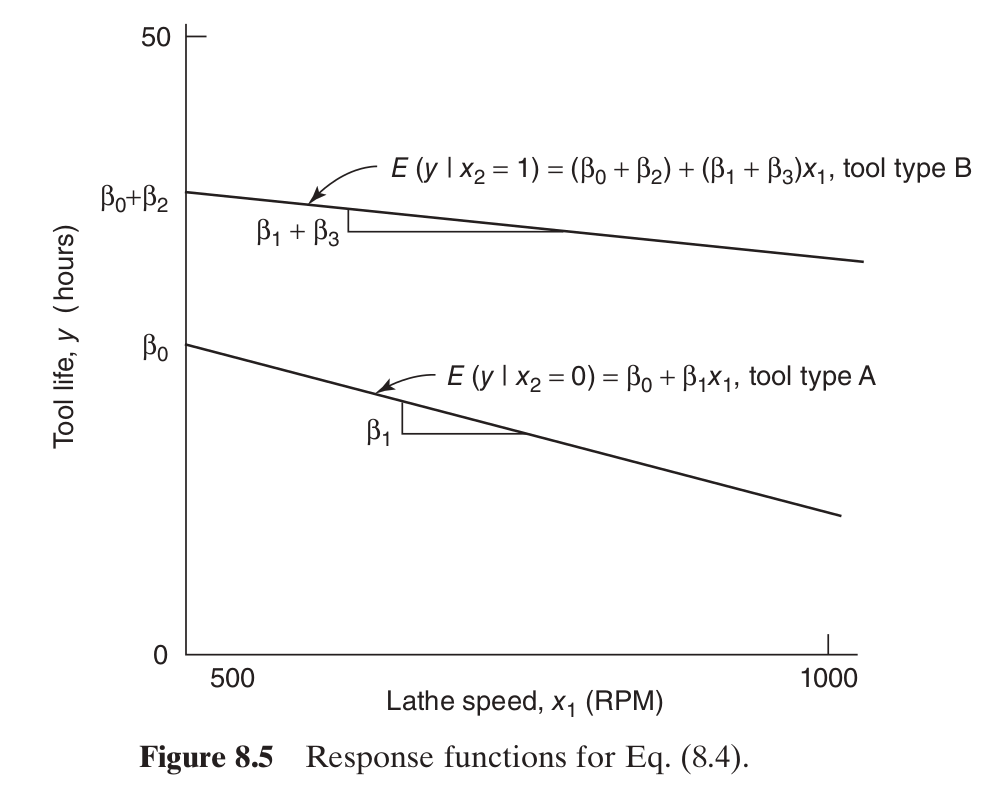 50
E (y | x₂ = 1) = (β₀ + β₂) + (β₁ + β₃)x₁, tool type B
β₀+β₂
β₁ + β₃
Tool life, y (hours)
β₀
E (y | x₂ = 0) = β₀ + β₁x₁, tool type A
β₁
0
500
1000
Lathe speed, x₁ (RPM)
Figure 8.5 Response functions for Eq. (8.4).